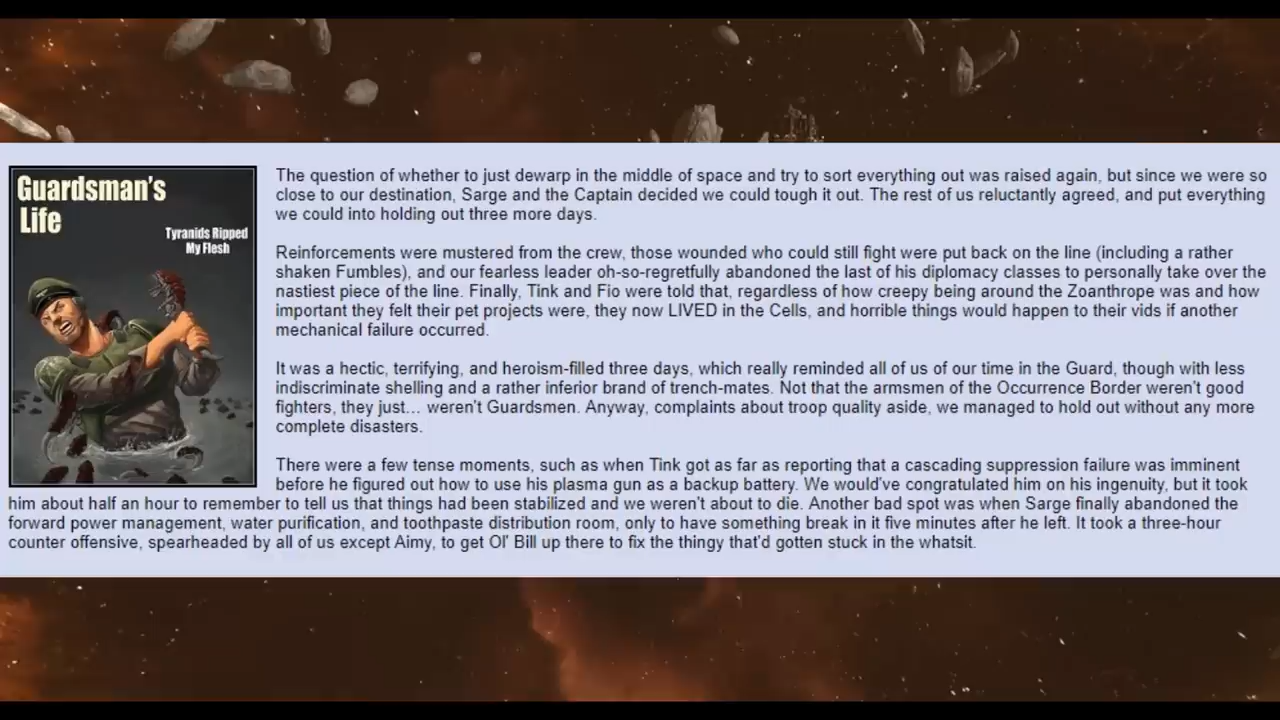 Guardsman's
Life
Tyranids Ripped
My Flesh
The question of whether to just dewarp in the middle of space and try to sort everything out was raised again, but since we were so
close to our destination, Sarge and the Captain decided we could tough it out. The rest of us reluctantly agreed, and put everything
we could into holding out three more days.
Reinforcements were mustered from the crew, those wounded who could still fight were put back on the line (including a rather
shaken Fumbles), and our fearless leader oh-so-regretfully abandoned the last of his diplomacy classes to personally take over the
nastiest piece of the line. Finally, Tink and Fio were told that, regardless of how creepy being around the Zoanthrope was and how
important they felt their pet projects were, they now LIVED in the Cells, and horrible things would happen to their vids if another
mechanical failure occurred.
It was a hectic, terrifying, and heroism-filled three days, which really reminded all of us of our time in the Guard, though with less
indiscriminate shelling and a rather inferior brand of trench-mates. Not that the armsmen of the Occurrence Border weren't good
fighters, they just... weren't Guardsmen. Anyway, complaints about troop quality aside, we managed to hold out without any more
complete disasters.
There were a few tense moments, such as when Tink got as far as reporting that a cascading suppression failure was imminent
before he figured out how to use his plasma gun as a backup battery. We would've congratulated him on his ingenuity, but it took
him about half an hour to remember to tell us that things had been stabilized and we weren't about to die. Another bad spot was when Sarge finally abandoned the
forward power management, water purification, and toothpaste distribution room, only to have something break in it five minutes after he left. It took a three-hour
counter offensive, spearheaded by all of us except Aimy, to get Ol' Bill up there to fix the thingy that'd gotten stuck in the whatsit.